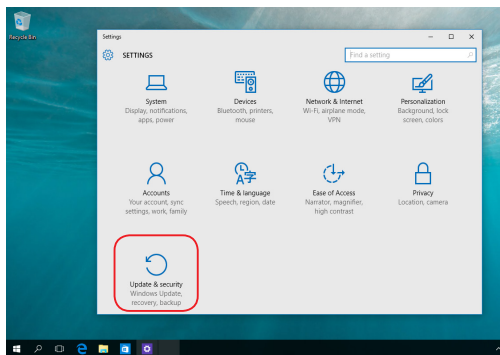 Recycle Bin
Settings
SETTINGS
Find a setting
System
Display, notifications,
apps, power
Devices
Bluetooth, printers,
mouse
Network & Internet
Wi-Fi, airplane mode,
VPN
Personalization
Background, lock
screen, colors
Accounts
Your account, sync
settings, work, family
Time & language
Speech, region, date
Ease of Access
Narrator, magnifier,
high contrast
Privacy
Location, camera
Update & security
Windows Update,
recovery, backup